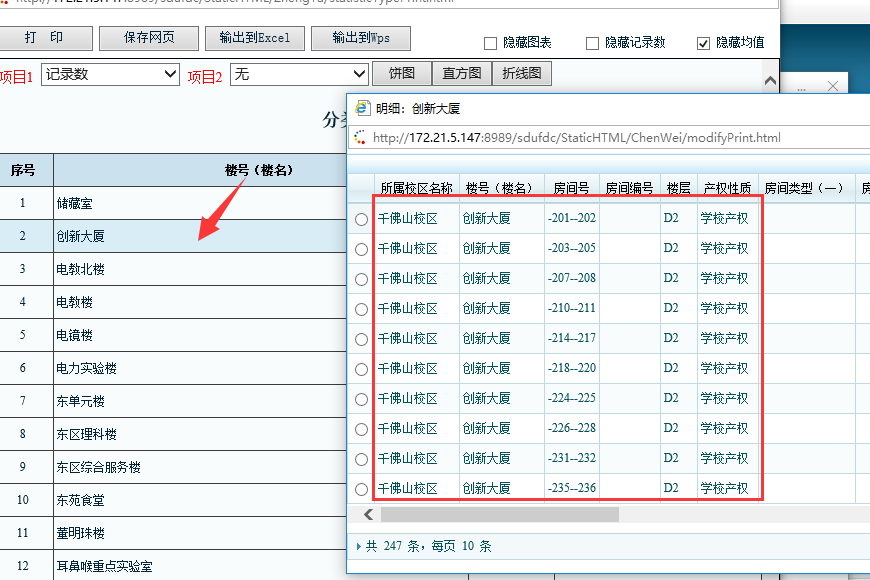 打 印 保存网页 输出到Excel 输出到Wps 隐藏图表 隐藏记录数 隐藏均值
项目1 记录数 项目2 无 饼图 直方图 折线图
序号 楼号（楼名）
1 储藏室
2 创新大厦
3 电教北楼
4 电教楼
5 电镜楼
6 电力实验楼
7 东单元楼
8 东区理科楼
9 东区综合服务楼
10 东苑食堂
11 董明珠楼
12 耳鼻喉重点实验室
明细：创新大厦
http://172.21.5.147:8989/sdufdc/StaticHTML/ChenWei/modifyPrint.html
所属校区名称 楼号（楼名） 房间号 房间编号 楼层 产权性质 房间类型（一） 房
千佛山校区 创新大厦 -201--202 D2 学校产权
千佛山校区 创新大厦 -203--205 D2 学校产权
千佛山校区 创新大厦 -207--208 D2 学校产权
千佛山校区 创新大厦 -210--211 D2 学校产权
千佛山校区 创新大厦 -214--217 D2 学校产权
千佛山校区 创新大厦 -218--220 D2 学校产权
千佛山校区 创新大厦 -224--225 D2 学校产权
千佛山校区 创新大厦 -226--228 D2 学校产权
千佛山校区 创新大厦 -231--232 D2 学校产权
千佛山校区 创新大厦 -235--236 D2 学校产权
共 247 条，每页 10 条